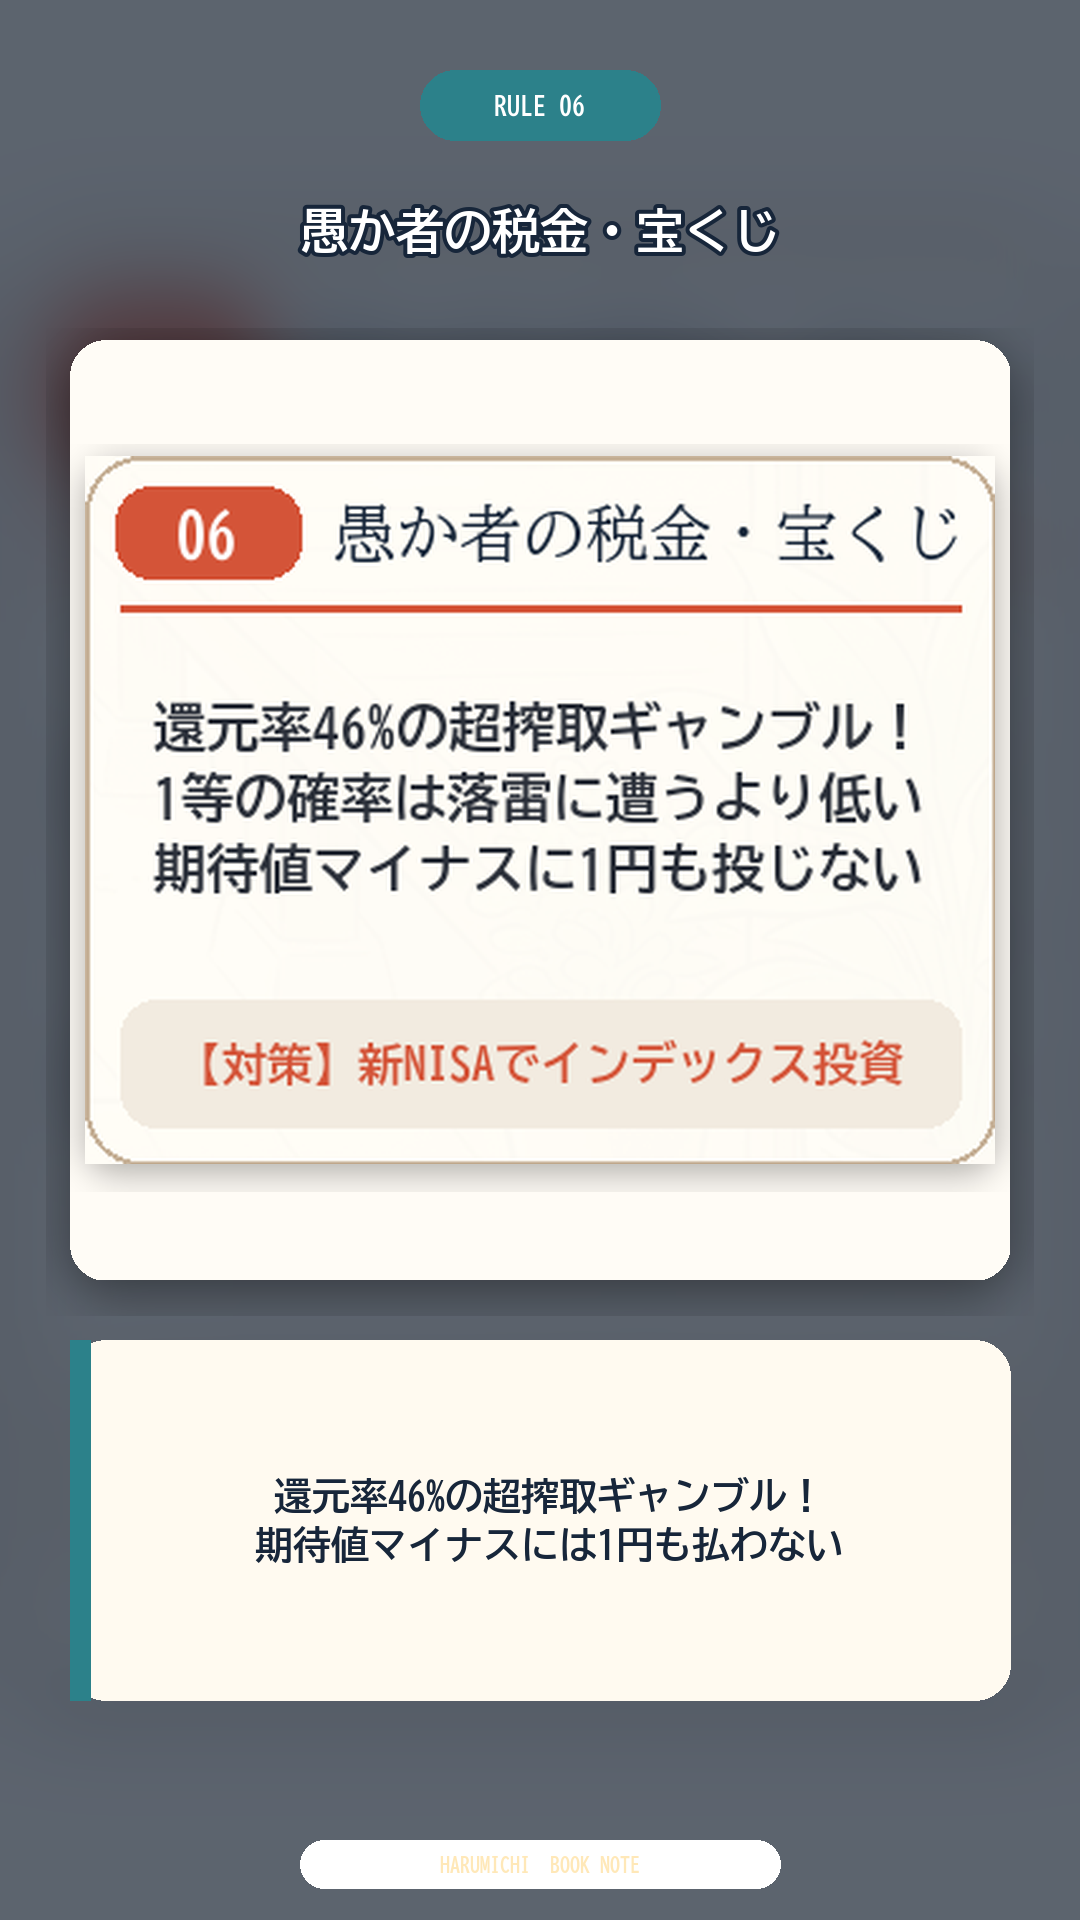 RULE 06
愚か者の税金・宝くじ
06 愚か者の税金・宝くじ
還元率46%の超搾取ギャンブル！
1等の確率は落雷に遭うより低い
期待値マイナスに1円も投じない
【対策】新NISAでインデックス投資
還元率46%の超搾取ギャンブル！
期待値マイナスには1円も払わない
HARUMICHI BOOK NOTE